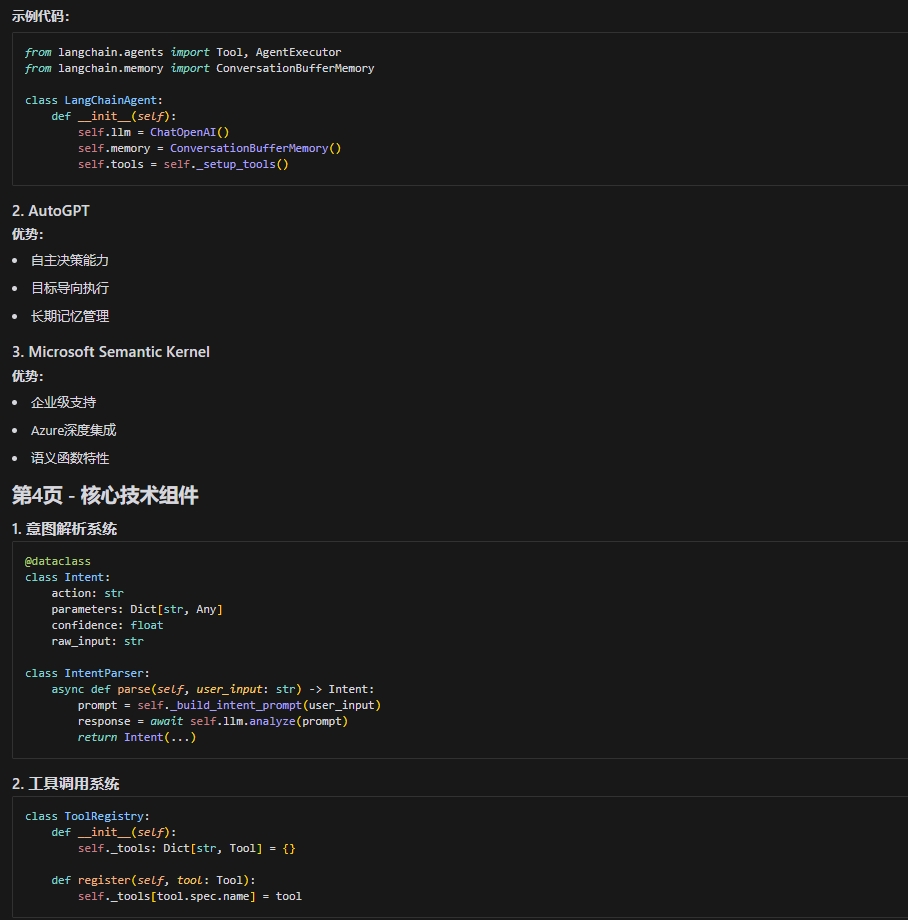 示例代码:
from langchain.agents import Tool, AgentExecutor
from langchain.memory import ConversationBufferMemory
class LangChainAgent:
    def __init__(self):
        self.llm = ChatOpenAI()
        self.memory = ConversationBufferMemory()
        self.tools = self._setup_tools()
2. AutoGPT
优势:
• 自主决策能力
• 目标导向执行
• 长期记忆管理
3. Microsoft Semantic Kernel
优势:
• 企业级支持
• Azure深度集成
• 语义函数特性
第4页 - 核心技术组件
1. 意图解析系统
@dataclass
class Intent:
    action: str
    parameters: Dict[str, Any]
    confidence: float
    raw_input: str
class IntentParser:
    async def parse(self, user_input: str) -> Intent:
        prompt = self._build_intent_prompt(user_input)
        response = await self.llm.analyze(prompt)
        return Intent(...)
2. 工具调用系统
class ToolRegistry:
    def __init__(self):
        self._tools: Dict[str, Tool] = {}
    def register(self, tool: Tool):
        self._tools[tool.spec.name] = tool